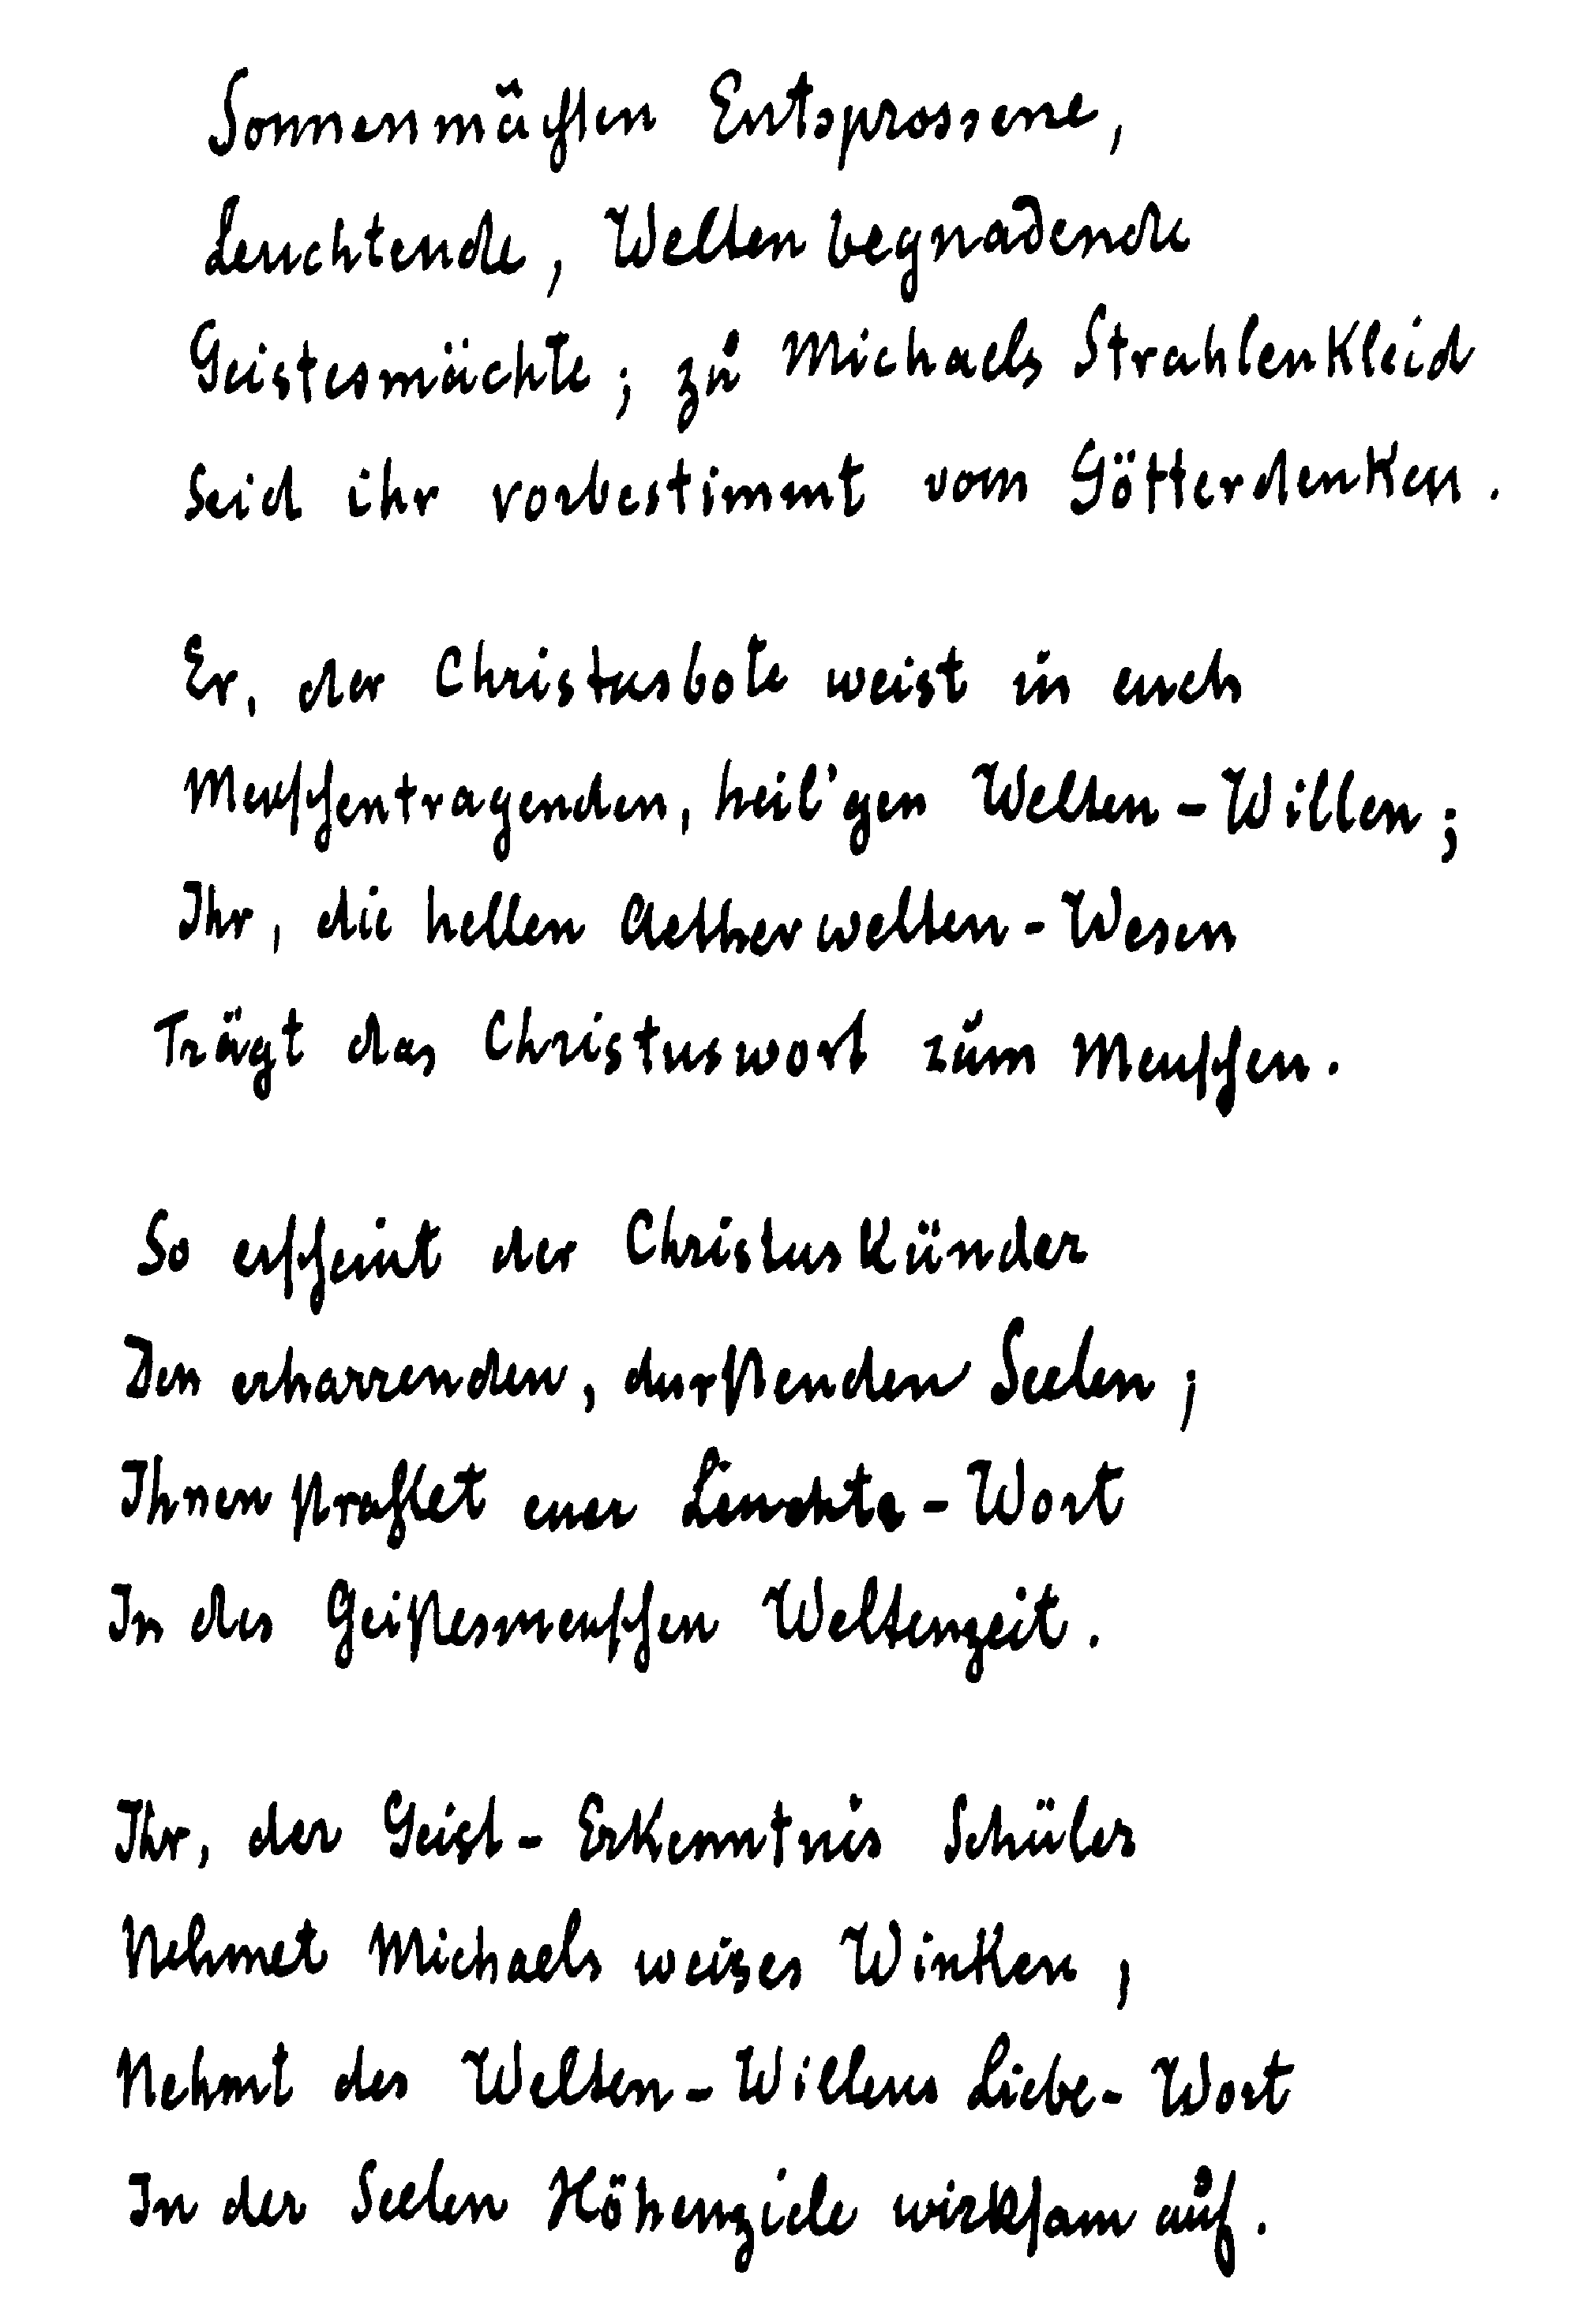 Sonnenmächten Entsprossene,
Leuchtende, Welten begnadende
Geistesmächte; zu Michaels Strahlenkleid
Seid ihr vorbestimmt vom Götterdenken.
Er, der Christusbote weist in euch
Menschentragenden, heil'gen Welten-Willen;
Ihr, die hellen Aetherwelten-Wesen
Trägt das Christuswort zum Menschen.
So erscheint der Christuskünder
Den erharrenden, durstenden Seelen;
Ihnen strahlet euer Leuchte-Wort
In des Geistesmenschen Weltenzeit.
Ihr, der Geist-Erkenntnis Schüler
Nehmet Michaels weises Winken,
Nehmt des Welten-Willens Liebe-Wort
In der Seelen Höhenziele wirksam auf.